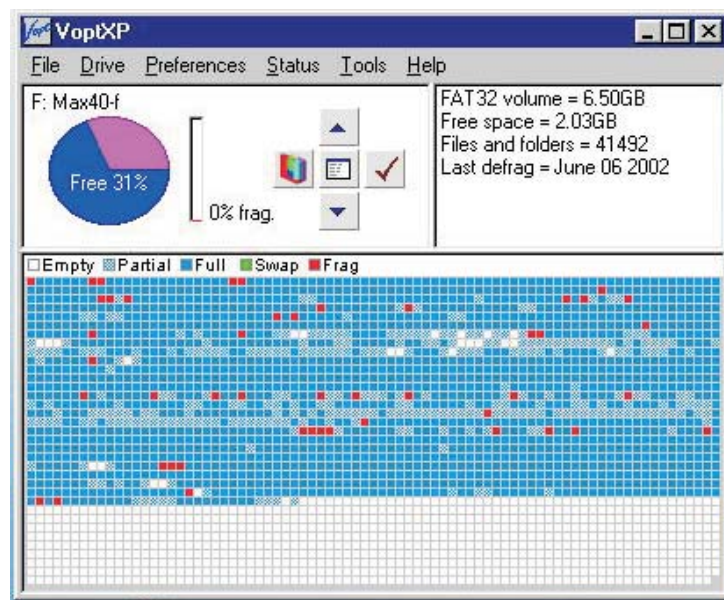 VoptXP
File Drive Preferences Status Tools Help
F: Max40-f
Free 31%
0% frag.
FAT32 volume = 6.50GB
Free space = 2.03GB
Files and folders = 41492
Last defrag = June 06 2002
Empty Partial Full Swap Frag